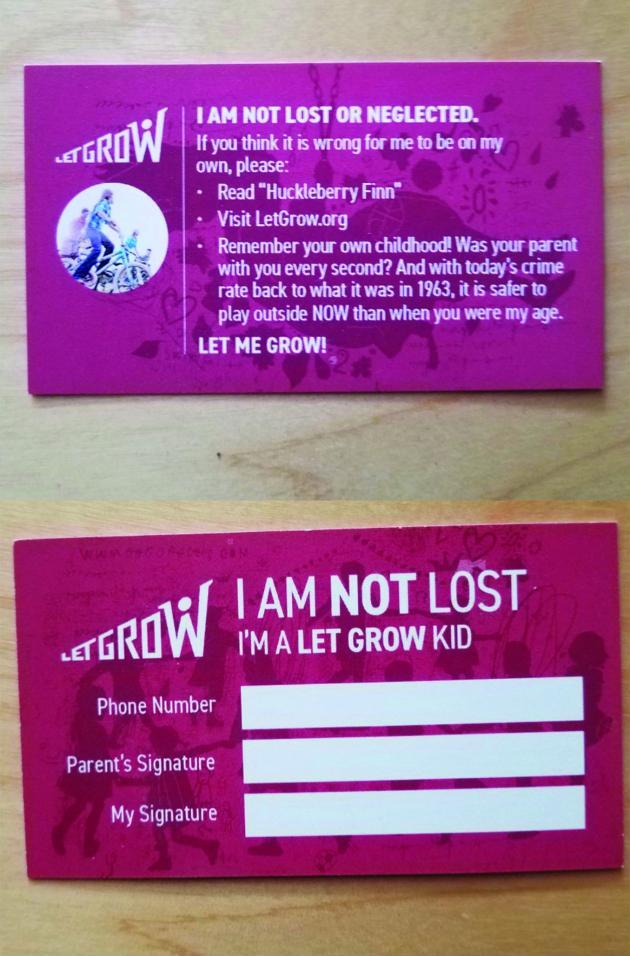 LETGROW
I AM NOT LOST OR NEGLECTED.
If you think it is wrong for me to be on my
own, please:
• Read "Huckleberry Finn"
• Visit LetGrow.org
• Remember your own childhood! Was your parent
with you every second? And with today's crime
rate back to what it was in 1963, it is safer to
play outside NOW than when you were my age.
LET ME GROW!
LETGROW
I AM NOT LOST
I'M A LET GROW KID
Phone Number
Parent's Signature
My Signature